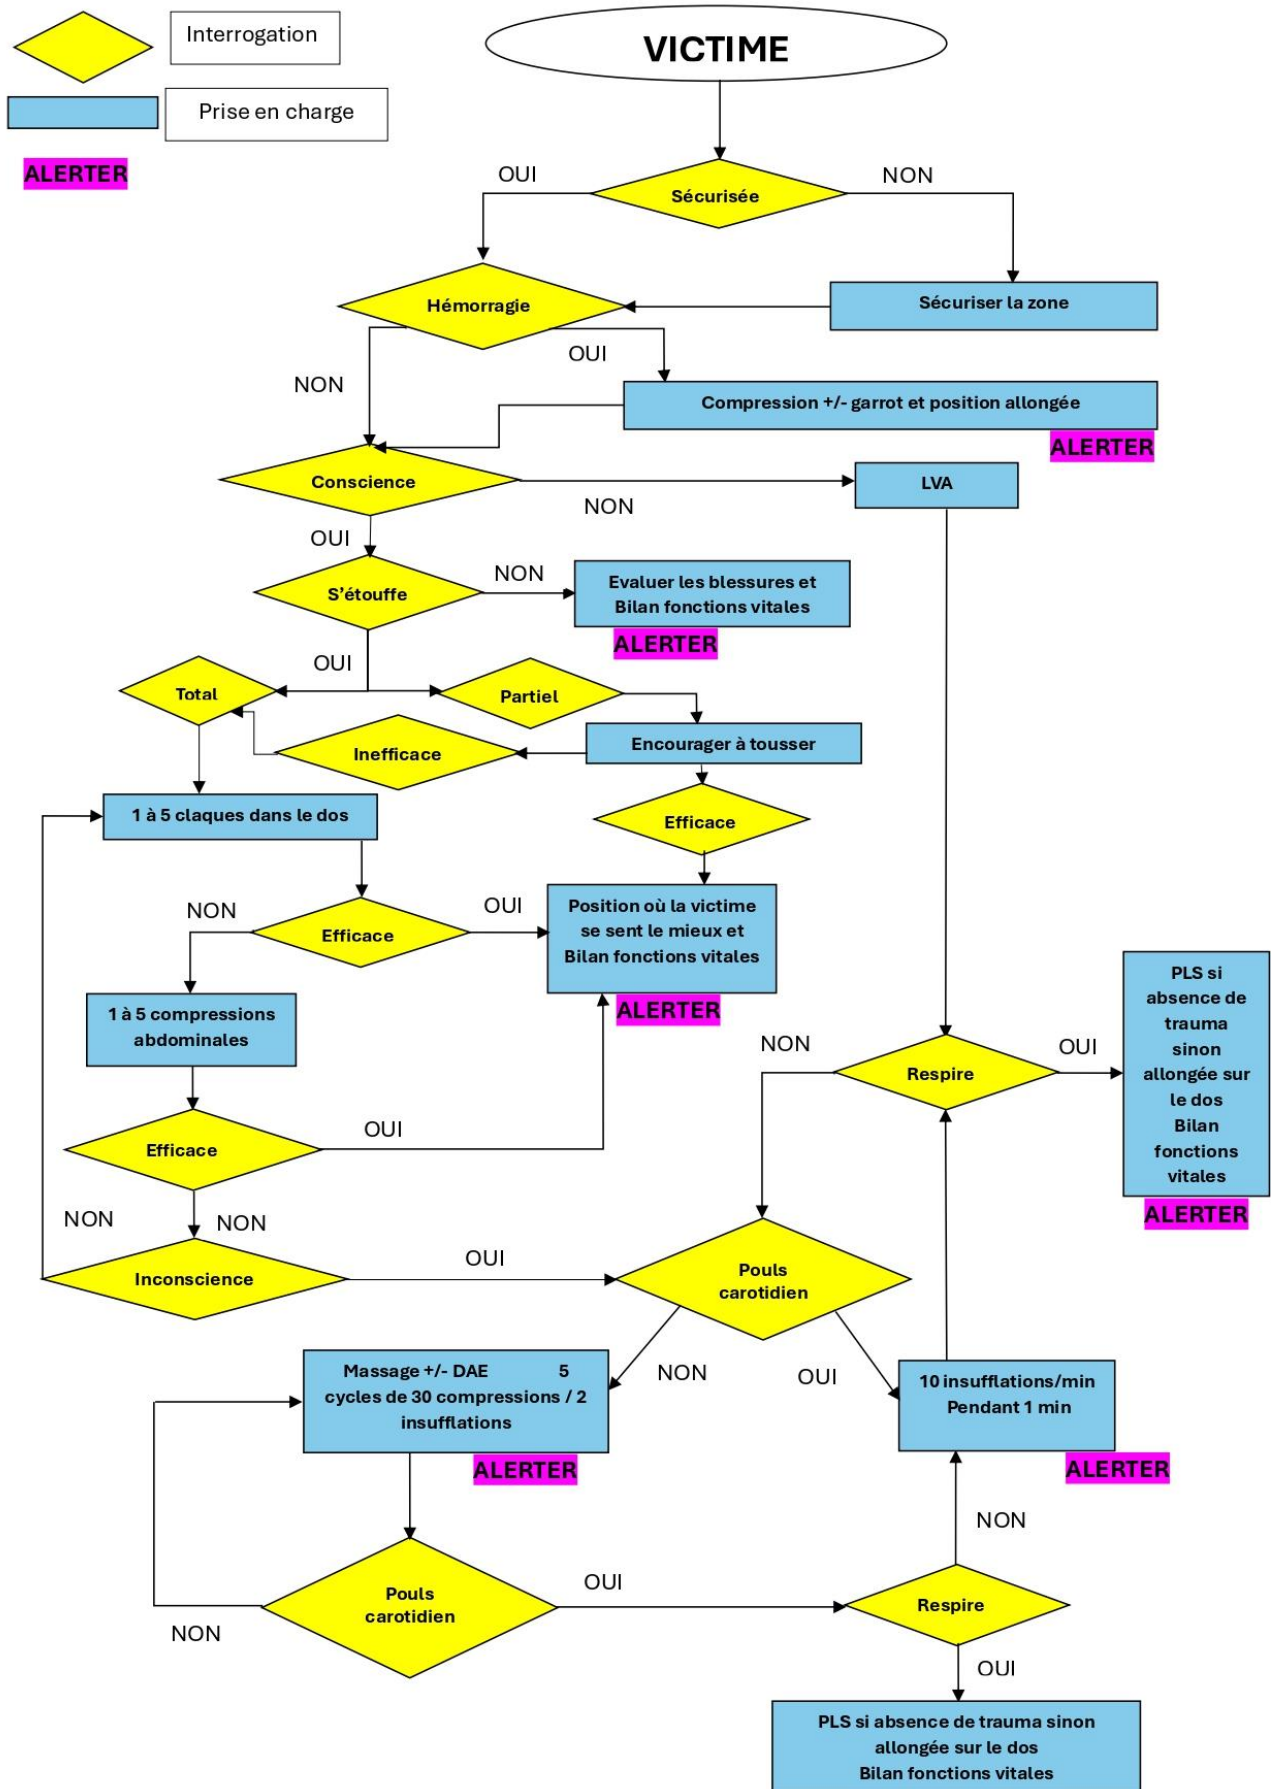 Interrogation
VICTIME
Prise en charge
ALERTER
OUI
NON
Sécurisée
Hémorragie
Sécuriser la zone
OUI
NON
Compression +/- garrot et position allongée
ALERTER
Conscience
LVA
NON
OUI
S'étouffe
NON
Evaluer les blessures et
Bilan fonctions vitales
ALERTER
OUI
Total
Partiel
Inefficace
Encourager à tousser
1 à 5 claques dans le dos
Efficace
NON
Efficace
OUI
Position où la victime
se sent le mieux et
Bilan fonctions vitales
ALERTER
1 à 5 compressions
abdominales
NON
Respire
OUI
PLS si
absence de
trauma
sinon
allongée sur
le dos
Bilan
fonctions
vitales
ALERTER
Efficace
OUI
NON
NON
Inconscience
OUI
Pouls
carotidien
Massage +/- DAE 5
cycles de 30 compressions / 2
insufflations
ALERTER
NON
OUI
10 insufflations/min
Pendant 1 min
ALERTER
NON
Pouls
carotidien
NON
OUI
Respire
OUI
PLS si absence de trauma sinon
allongée sur le dos
Bilan fonctions vitales